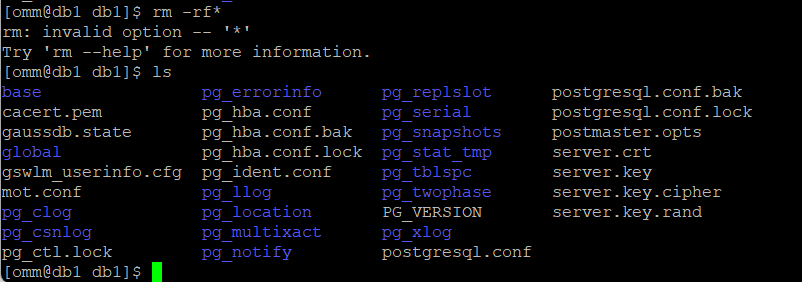 [omm@db1 db1]$ rm -rf*
rm: invalid option -- '*'
Try 'rm --help' for more information.
[omm@db1 db1]$ ls
base pg_errorinfo pg_replslot postgresql.conf.bak
cacert.pem pg_hba.conf pg_serial postgresql.conf.lock
gaussdb.state pg_hba.conf.bak pg_snapshots postmaster.opts
global pg_hba.conf.lock pg_stat_tmp server.crt
gswlm_userinfo.cfg pg_ident.conf pg_tblspc server.key
mot.conf pg_llog pg_twophase server.key.cipher
pg_clog pg_location PG_VERSION server.key.rand
pg_csnlog pg_multixact pg_xlog
pg_ctl.lock pg_notify postgresql.conf
[omm@db1 db1]$